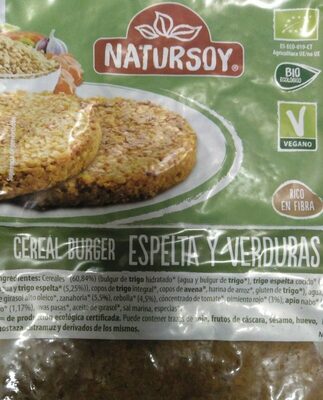 NATURSOY®
ES-ECO-019-CT
Agricultura UE/no UE
BIO
ECOLÓGICO
V
VEGANO
RICO
EN FIBRA
CEREAL BURGER ESPELTA Y VERDURAS
Ingredientes: Cereales (60,84%) (bulgur de trigo hidratado* (agua y bulgur de trigo*), trigo espelta cocido*
(agua y trigo espelta*) (5,25%)), copos de trigo integral*, copos de avena*, harina de arroz*, gluten de trigo*), agua
de girasol alto oleico*, zanahoria* (5,5%), cebolla* (4,5%), concentrado de tomate*, pimiento rojo* (3%), apio nabo*
(1,17%), uvas pasas*, aceite de girasol*, sal marina, especias*.
de producción ecológica certificada. Puede contener trazas de soja, frutos de cáscara, sésamo, huevo,
mostaza, altramuz y derivados de los mismos.